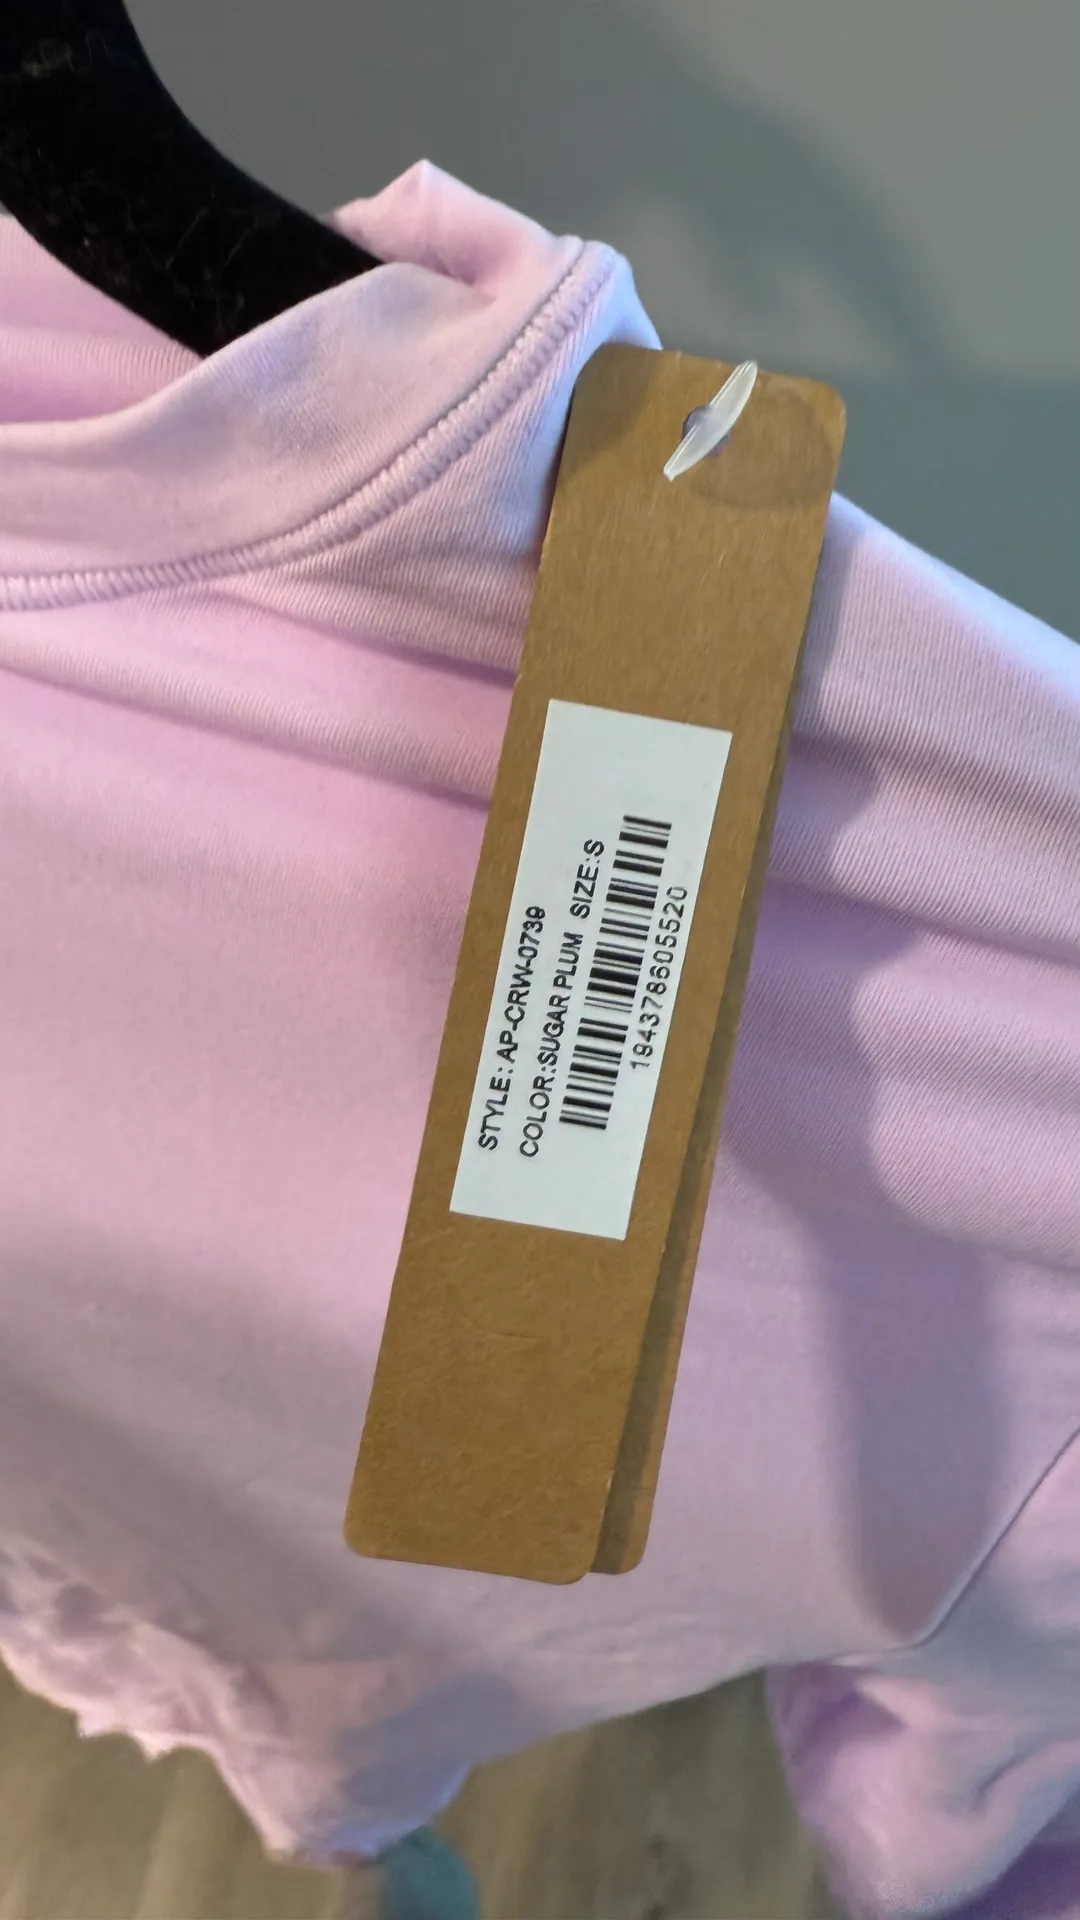 STYLE: AP-CRW-0739
COLOR:SUGAR PLUM SIZE:S
194378605520